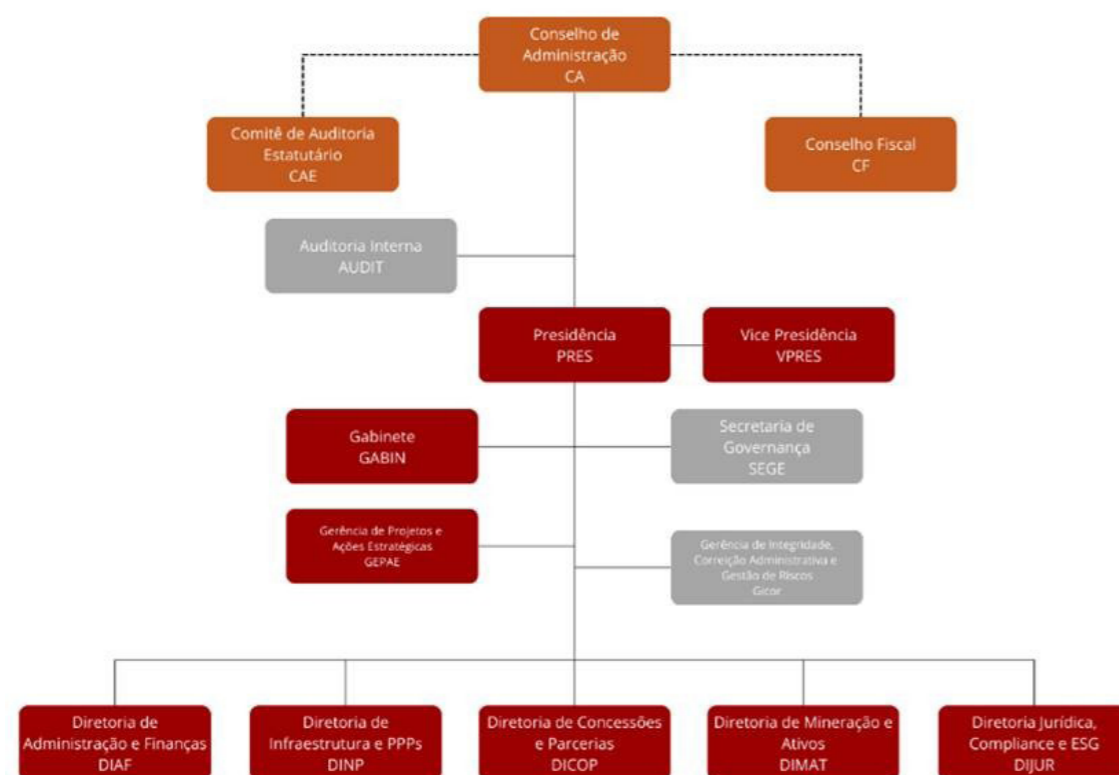 Conselho de
Administração
CA
Comitê de Auditoria
Estatutário
CAE
Conselho Fiscal
CF
Auditoria Interna
AUDIT
Presidência
PRES
Vice Presidência
VPRES
Gabinete
GABIN
Secretaria de
Governança
SEGE
Gerência de Projetos e
Ações Estratégicas
GEPAE
Gerência de Integridade,
Correição Administrativa e
Gestão de Riscos
Gicor
Diretoria de
Administração e Finanças
DIAF
Diretoria de
Infraestrutura e PPPs
DINP
Diretoria de Concessões
e Parcerias
DICOP
Diretoria de Mineração e
Ativos
DIMAT
Diretoria Jurídica,
Compliance e ESG
DIJUR